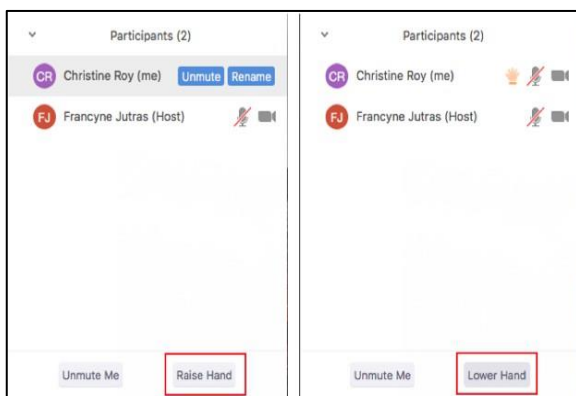 Participants (2)
CR Christine Roy (me) Unmute Rename
FJ Francyne Jutras (Host)
Unmute Me Raise Hand
Participants (2)
CR Christine Roy (me)
FJ Francyne Jutras (Host)
Unmute Me Lower Hand